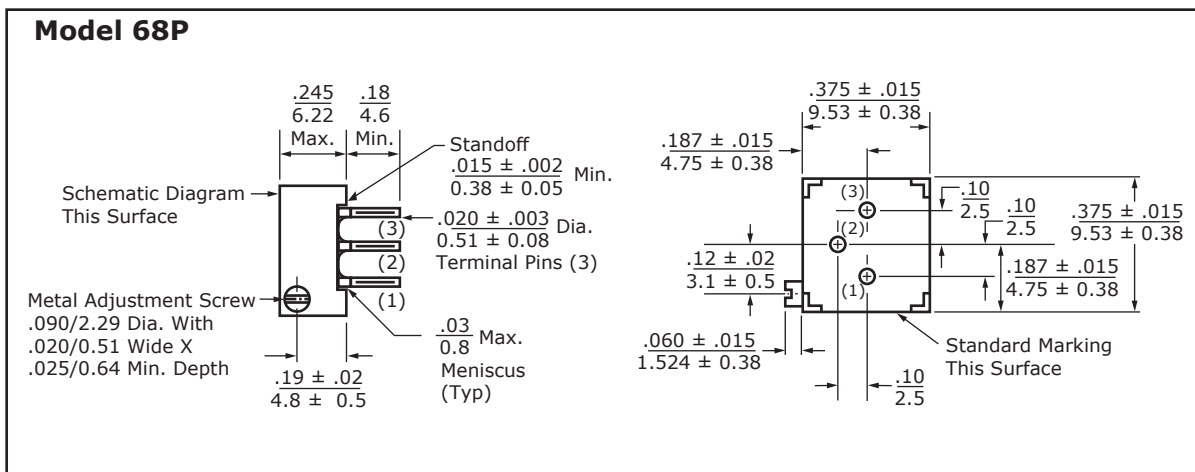 Model 68P
.245
6.22
Max.
.18
4.6
Min.
Standoff
.015 ± .002
0.38 ± 0.05
Min.
Schematic Diagram
This Surface
(3)
(2)
(1)
.020 ± .003
0.51 ± 0.08
Dia.
Terminal Pins (3)
Metal Adjustment Screw
.090/2.29 Dia. With
.020/0.51 Wide X
.025/0.64 Min. Depth
.19 ± .02
4.8 ± 0.5
.03
0.8
Max.
Meniscus
(Typ)
.375 ± .015
9.53 ± 0.38
.187 ± .015
4.75 ± 0.38
(3)
(2)
(1)
.10
2.5
.10
2.5
.375 ± .015
9.53 ± 0.38
.12 ± .02
3.1 ± 0.5
.187 ± .015
4.75 ± 0.38
.060 ± .015
1.524 ± 0.38
.10
2.5
Standard Marking
This Surface